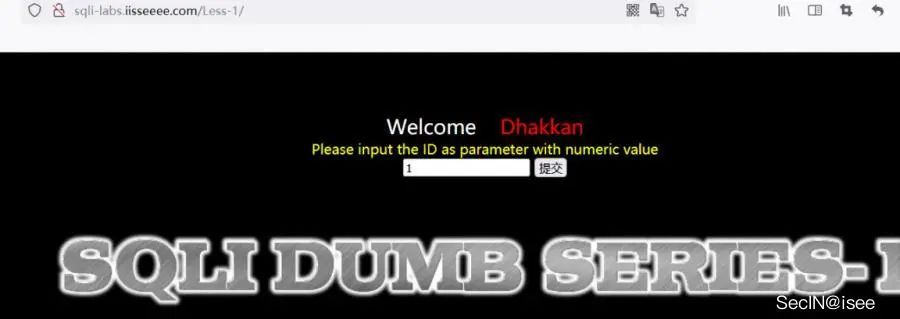 sqli-labs.iisseeee.com/Less-1/
Welcome Dhakkan
Please input the ID as parameter with numeric value
1 提交
SQLI DUMB SERIES-
SecIN@isee